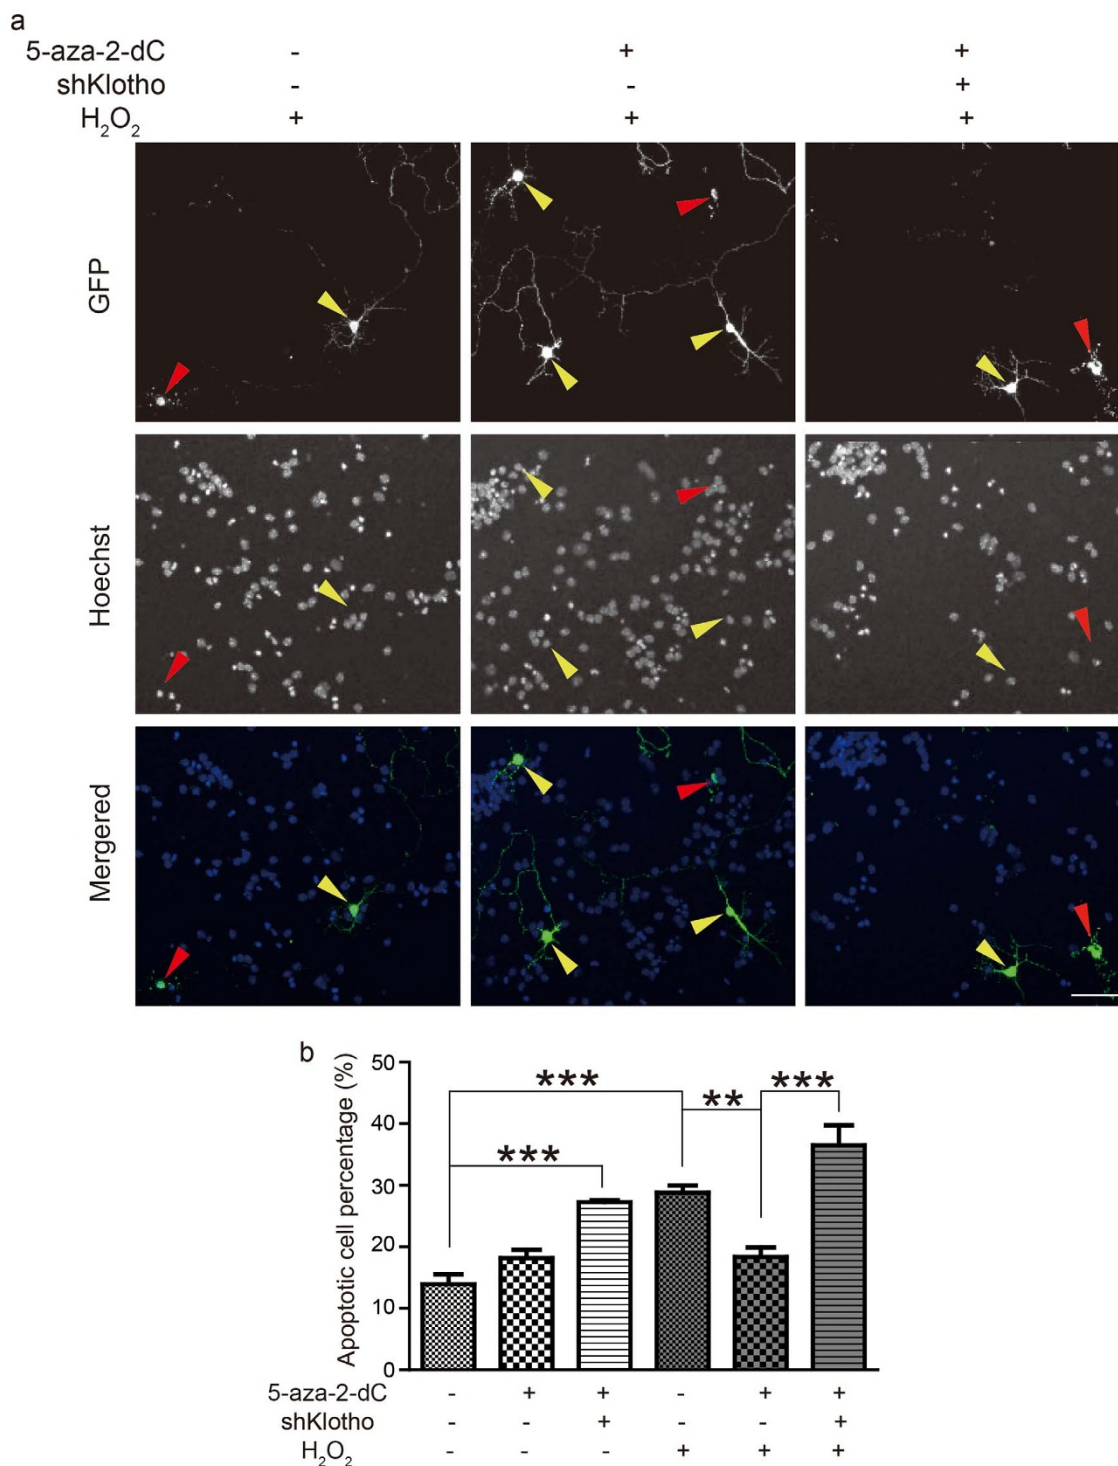 a
5-aza-2-dC - + +
shKlotho - - +
H₂O₂ + + +
GFP
Hoechst
Mergered
b
Apoptotic cell percentage (%)
50
40
30
20
10
0
*** ** ***
***
5-aza-2-dC - + + - + +
shKlotho - - + - - +
H₂O₂ - - - + + +